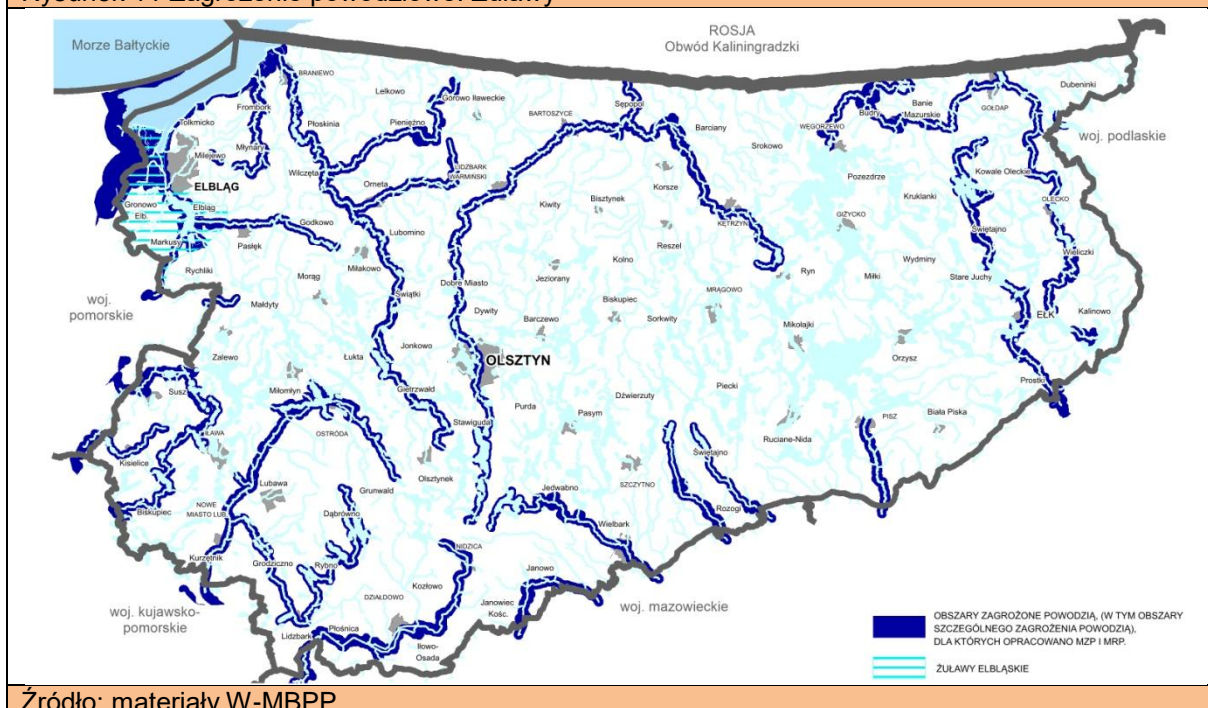 Morze Bałtyckie
ROSJA
Obwód Kaliningradzki
BRANIEWO
Lelkowo
Górowo Iławeckie
Dubeninki
Frombork
Płoskinia
Pieniężno
BARTOSZYCE
Sępopol
Barciany
WĘGORZEWO
Budry
Banie
Mazurskie
GOŁDAP
woj. podlaskie
Tolkmicko
Milejewo
Młynary
Wilczęta
Orneta
LIDZBARK
WARMIŃSKI
Srokowo
Korsze
Pozezdrze
Kruklanki
Kowale Oleckie
ELBLĄG
Gronowo
Elb.
Elbląg
Markusy
Pasłęk
Godkowo
Lubomino
Kiwity
Bisztynek
KĘTRZYN
GIŻYCKO
OLECKO
Świętajno
Wieliczki
Rychliki
Morąg
Miłakowo
Świątki
Dobre Miasto
Jeziorany
Kolno
Reszel
Ryn
Miłki
Wydminy
Stare Juchy
woj.
pomorskie
Małdyty
Dywity
Barczewo
Biskupiec
Sorkwity
MRĄGOWO
Mikołajki
EŁK
Kalinowo
Zalewo
Łukta
Jonkowo
OLSZTYN
Orzysz
Prostki
Susz
Miłomłyn
Gietrzwałd
Stawiguda
Purda
Pasym
Dźwierzuty
Piecki
Ruciane-Nida
PISZ
Biała Piska
IŁAWA
OSTRÓDA
Kisielice
Lubawa
Grunwald
Olsztynek
Jedwabno
SZCZYTNO
Świętajno
Rozogi
Biskupiec
NOWE
MIASTO LUB.
Dąbrówno
Wielbark
Kurzętnik
Grodziczno
Rybno
NIDZICA
Kozłowo
Janowo
DZIAŁDOWO
Janowiec
Kośc.
woj. mazowieckie
woj. kujawsko-
pomorskie
Lidzbark
Płośnica
Iłowo-
Osada
OBSZARY ZAGROŻONE POWODZIĄ, (W TYM OBSZARY
SZCZEGÓLNEGO ZAGROŻENIA POWODZIĄ),
DLA KTÓRYCH OPRACOWANO MZP I MRP.
ŻUŁAWY ELBLĄSKIE
Źródło: materiały W-MBPP